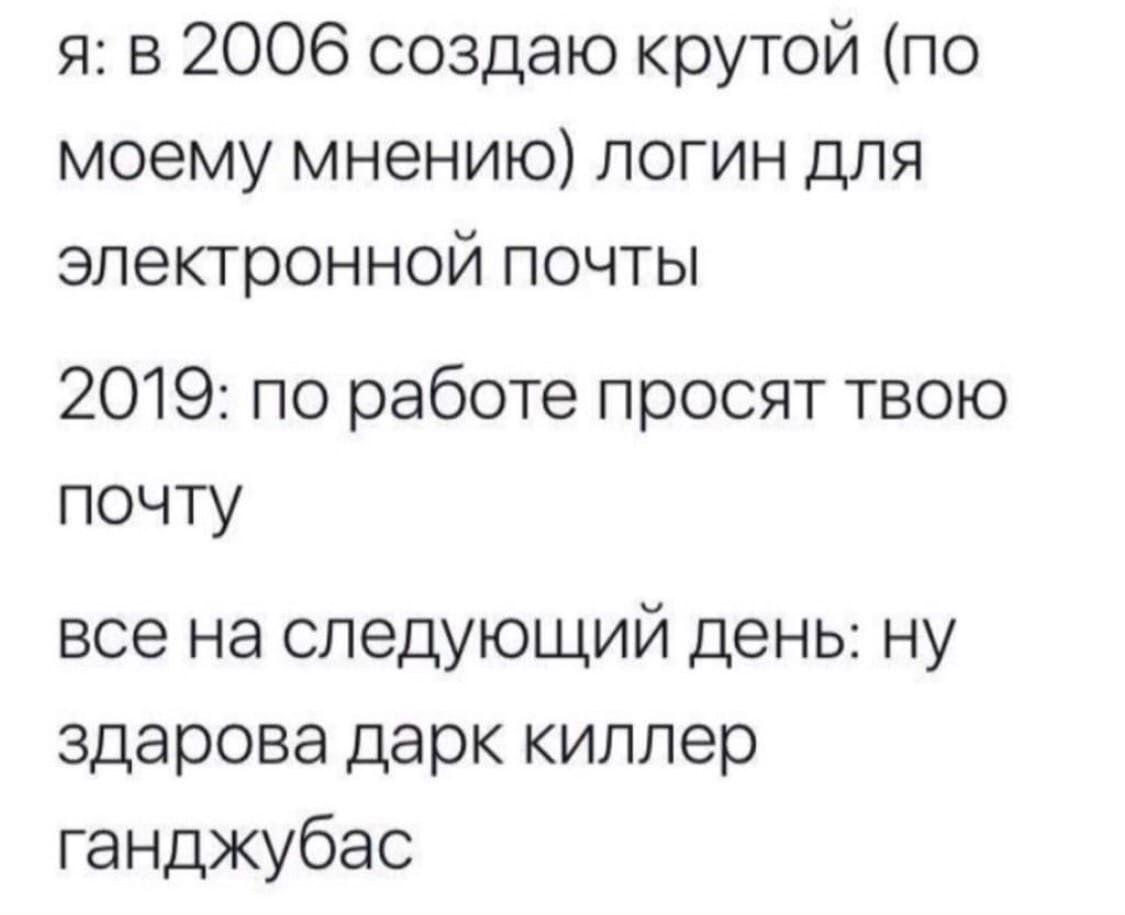 я: в 2006 создаю крутой (по
моему мнению) логин для
электронной почты
2019: по работе просят твою
почту
все на следующий день: ну
здарова дарк киллер
ганджубас